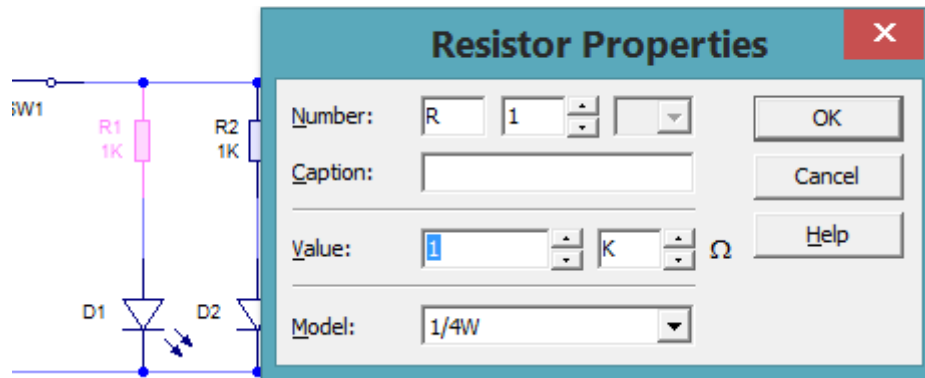 Resistor Properties
X
SW1
R1
1K
R2
1K
D1
D2
Number: R 1
OK
Caption:
Cancel
Value: 1 K Ω
Help
Model: 1/4W